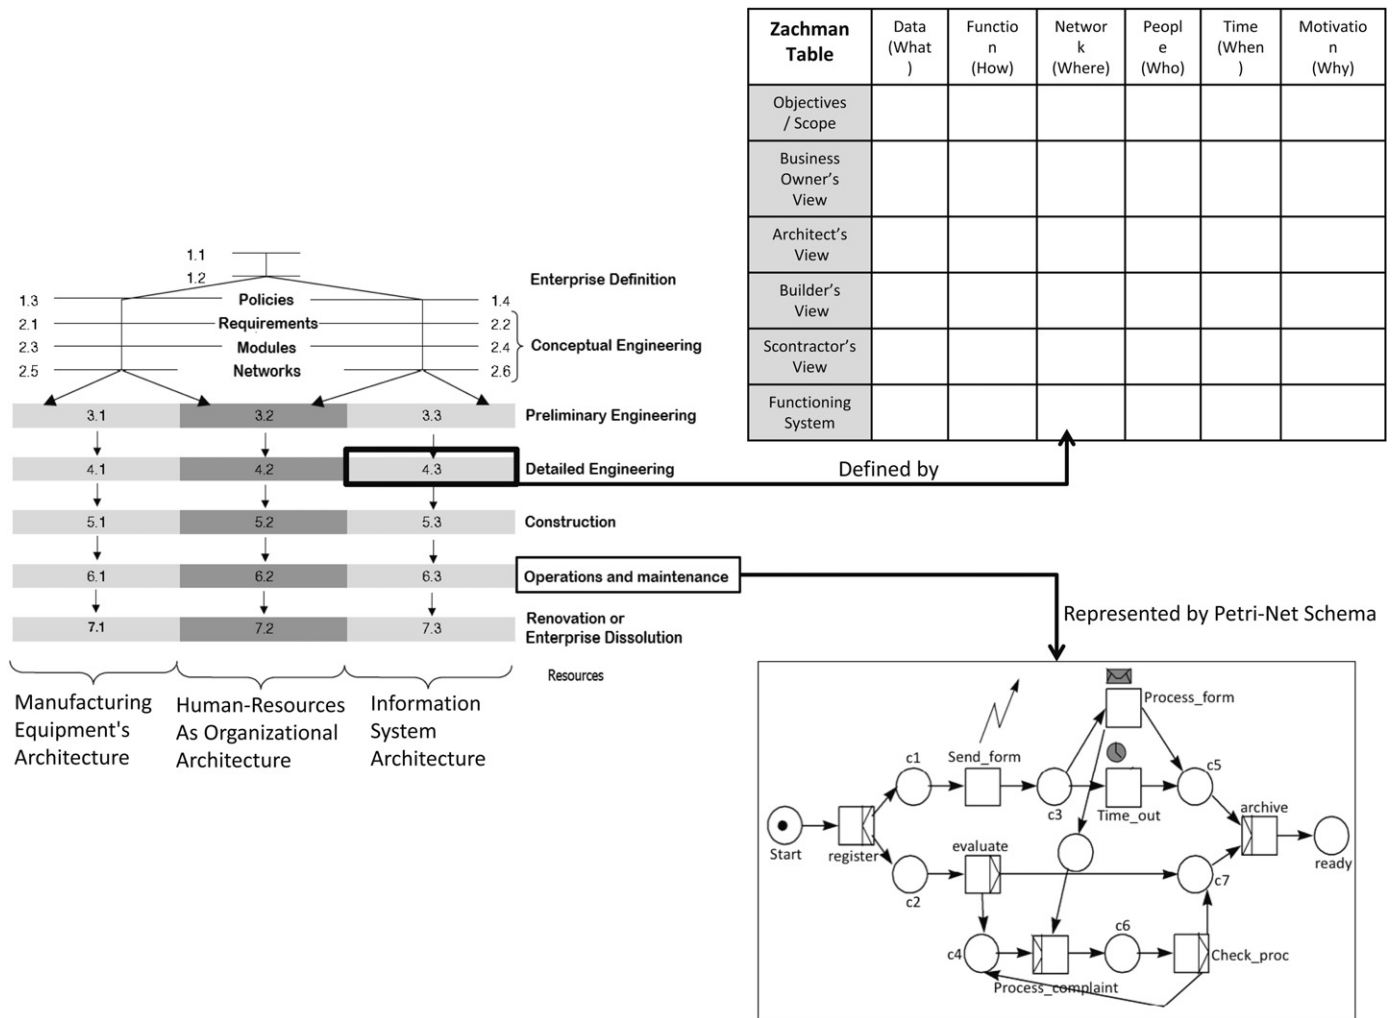 Zachman
Table
Data
(What
)
Functio
n
(How)
Networ
k
(Where)
Peopl
e
(Who)
Time
(When
)
Motivatio
n
(Why)
Objectives
/ Scope
Business
Owner's
View
Architect's
View
Builder's
View
Scontractor's
View
Functioning
System
1.1
1.2
Enterprise Definition
1.3 Policies 1.4
2.1 Requirements 2.2
2.3 Modules 2.4
Conceptual Engineering
2.5 Networks 2.6
3.1 3.2 3.3 Preliminary Engineering
4.1 4.2 4.3 Detailed Engineering
Defined by
5.1 5.2 5.3 Construction
6.1 6.2 6.3 Operations and maintenance
7.1 7.2 7.3 Renovation or
Enterprise Dissolution
Resources
Manufacturing
Equipment's
Architecture
Human-Resources
As Organizational
Architecture
Information
System
Architecture
Represented by Petri-Net Schema
Process_form
c1
Send_form
c3
Time_out
c5
archive
Start
register
evaluate
ready
c2
c7
c4
Process_complaint
c6
Check_proc